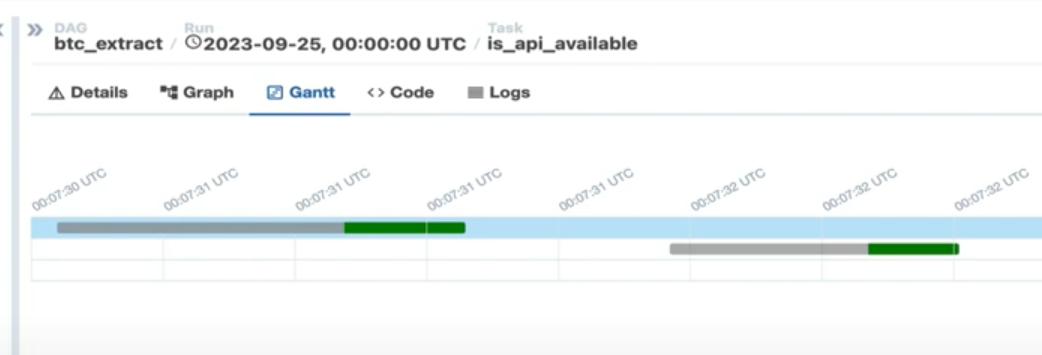 DAG Run Task
btc_extract / 2023-09-25, 00:00:00 UTC / is_api_available
Details Graph Gantt Code Logs
00:07:30 UTC 00:07:31 UTC 00:07:31 UTC 00:07:31 UTC 00:07:31 UTC 00:07:32 UTC 00:07:32 UTC 00:07:32 UTC